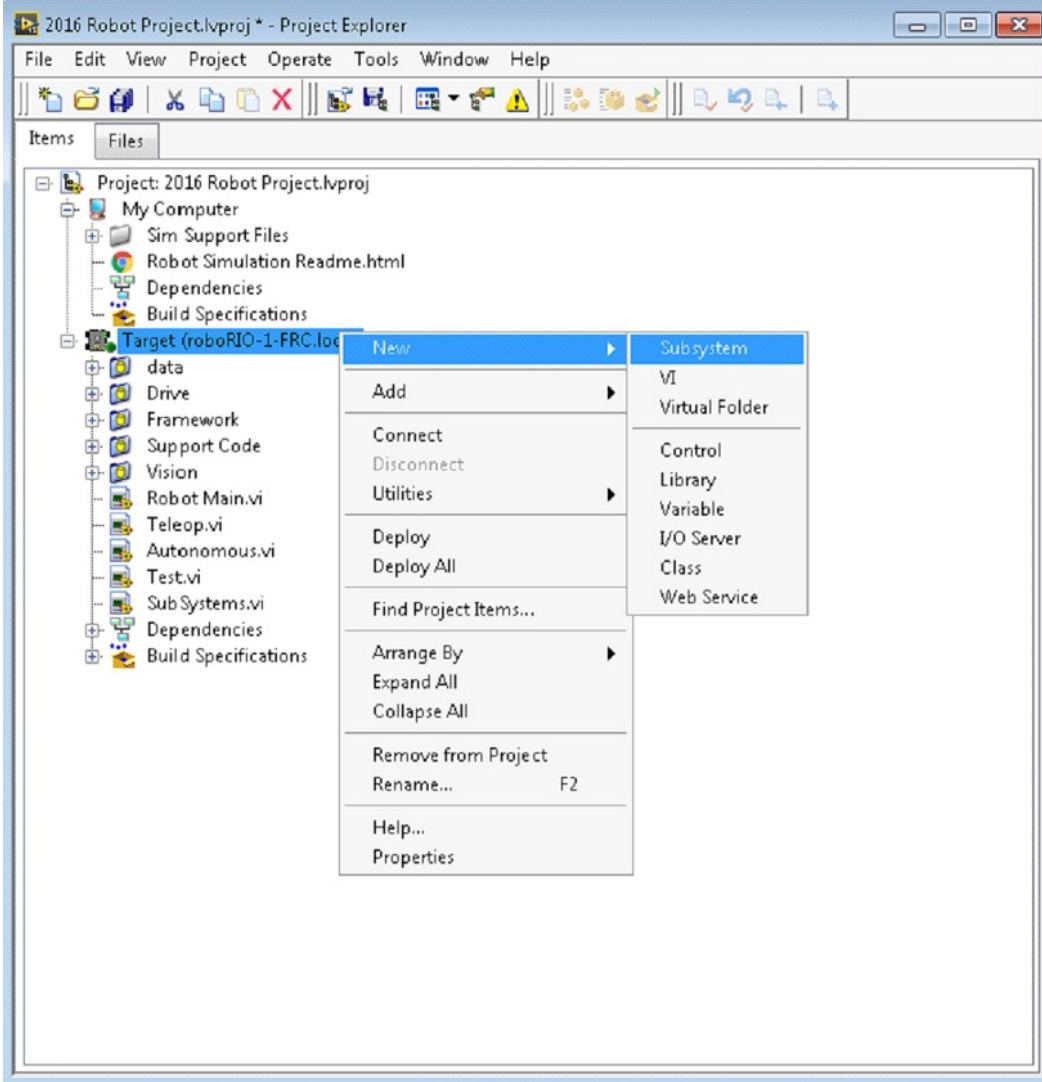 2016 Robot Project.lvproj * - Project Explorer
File Edit View Project Operate Tools Window Help
Items Files
Project: 2016 Robot Project.lvproj
My Computer
Sim Support Files
Robot Simulation Readme.html
Dependencies
Build Specifications
Target (roboRIO-1-FRC.loc
data
Drive
Framework
Support Code
Vision
Robot Main.vi
Teleop.vi
Autonomous.vi
Test.vi
SubSystems.vi
Dependencies
Build Specifications
New
Add
Connect
Disconnect
Utilities
Deploy
Deploy All
Find Project Items...
Arrange By
Expand All
Collapse All
Remove from Project
Rename... F2
Help...
Properties
Subsystem
VI
Virtual Folder
Control
Library
Variable
I/O Server
Class
Web Service